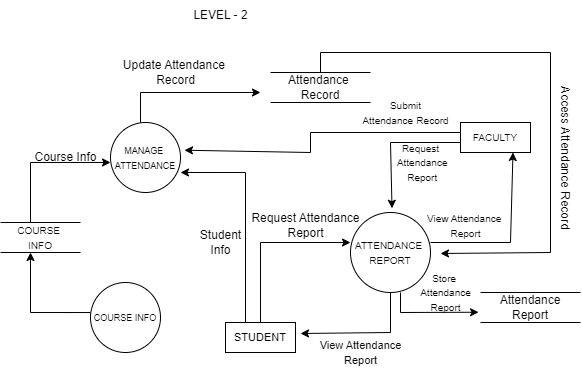 LEVEL - 2
Update Attendance
Record
Attendance
Record
Submit
Attendance Record
FACULTY
Access Attendance Record
MANAGE
ATTENDANCE
Course Info
Request
Attendance
Report
COURSE
INFO
Student
Info
Request Attendance
Report
View Attendance
Report
ATTENDANCE
REPORT
Store
Attendance
Report
Attendance
Report
COURSE INFO
STUDENT
View Attendance
Report